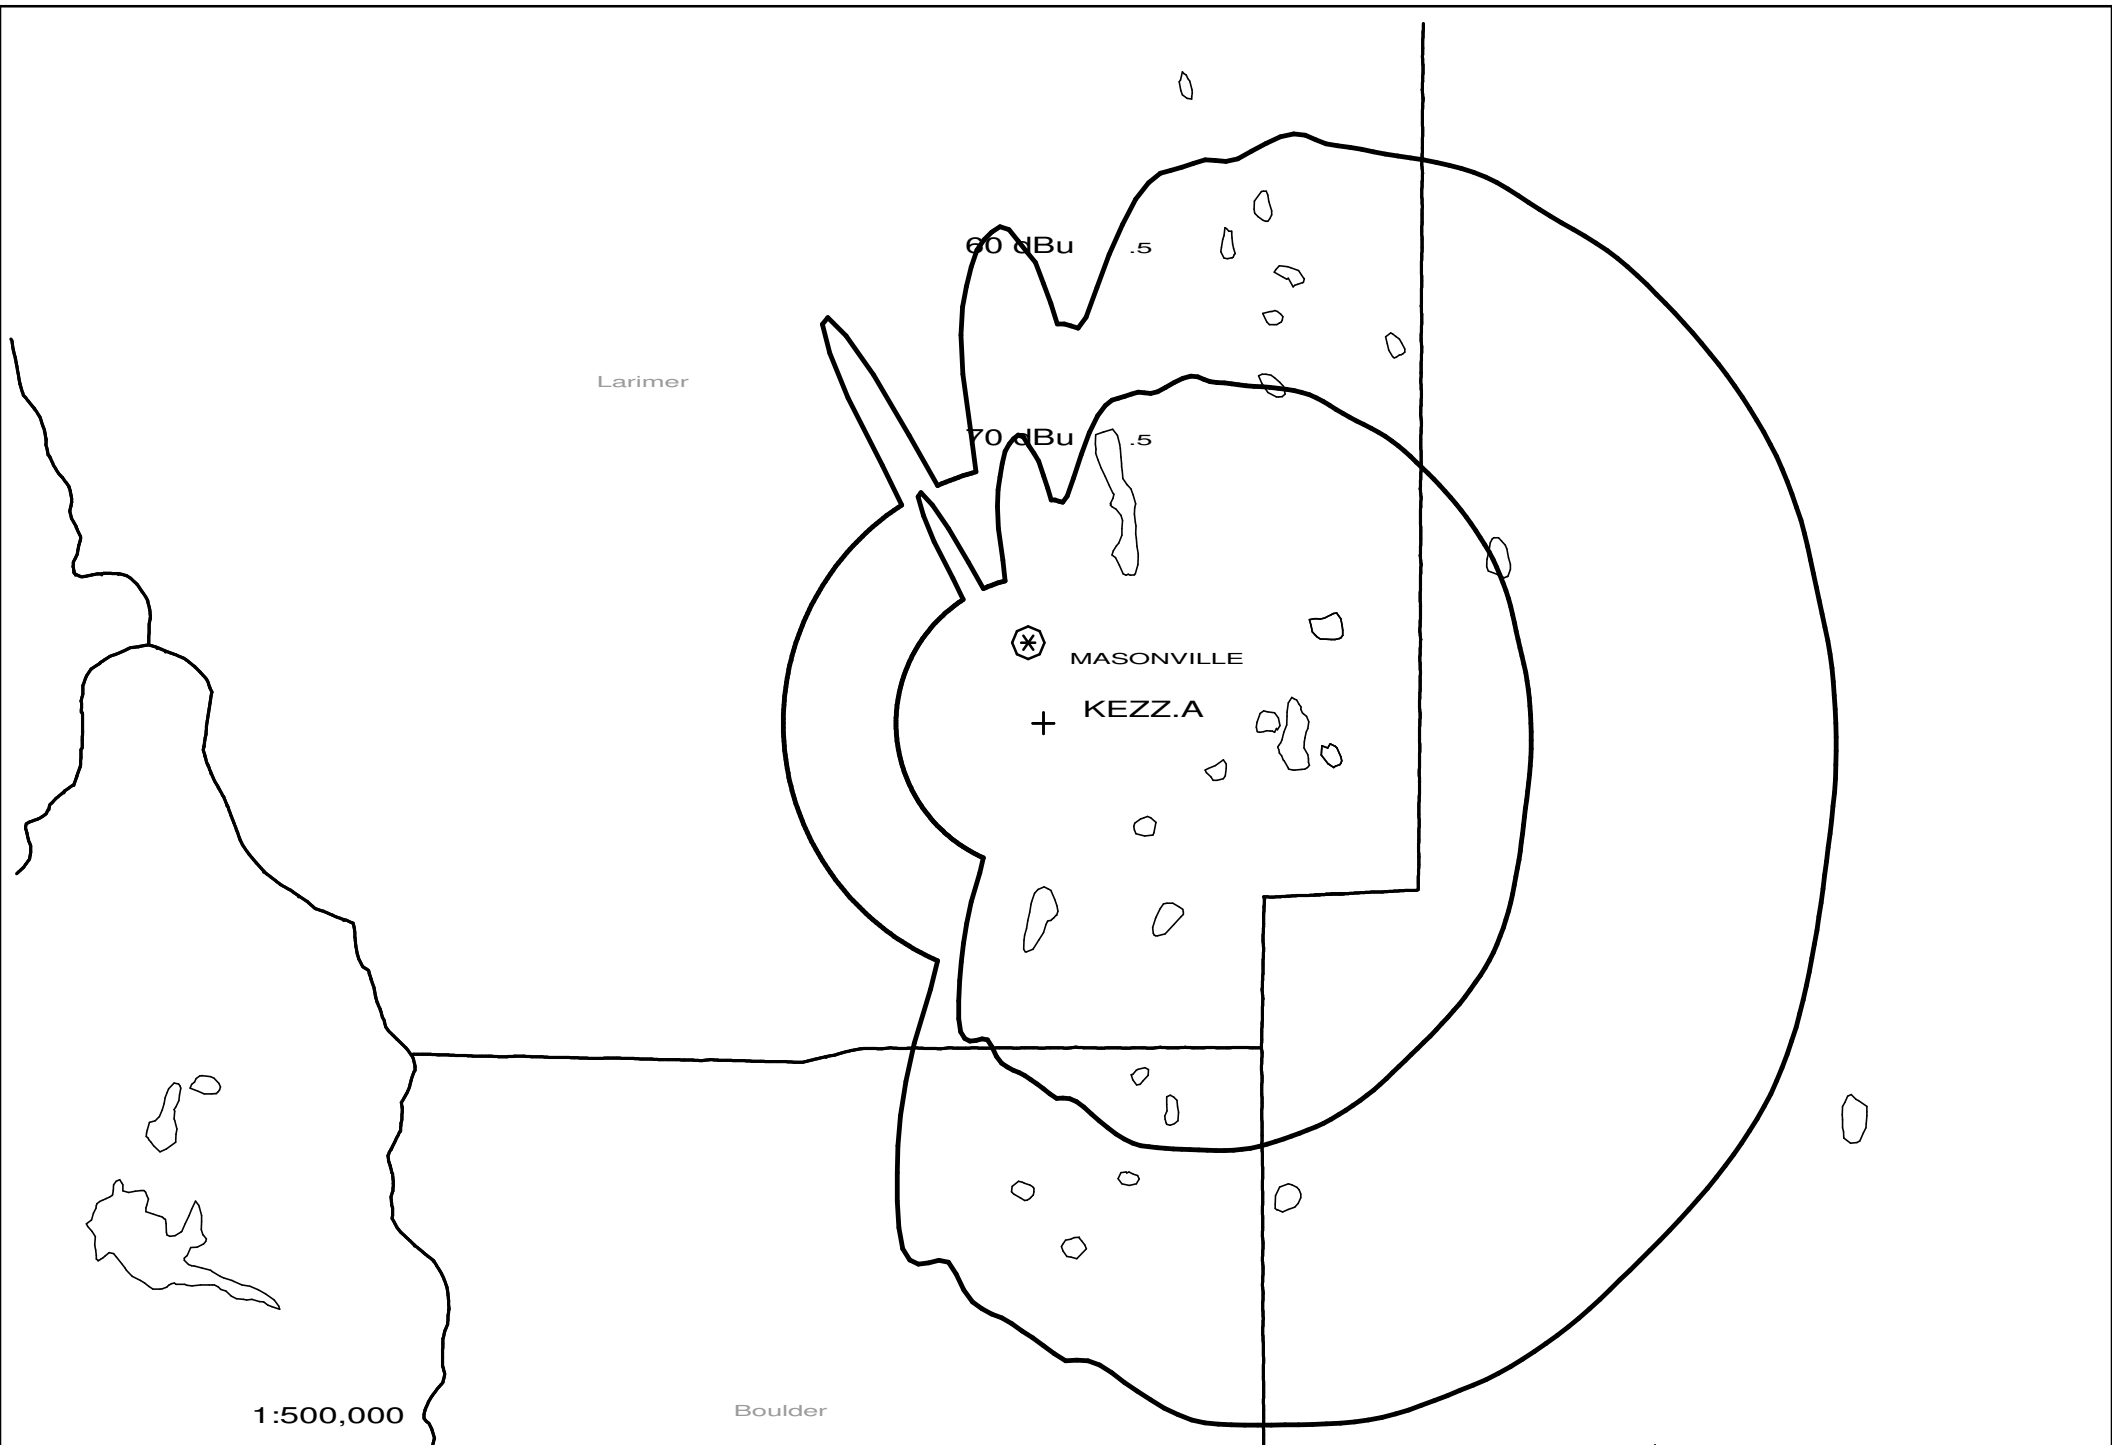 60 dBu .5
Larimer
70 dBu .5
MASONVILLE
KEZZ.A
Boulder
1:500,000